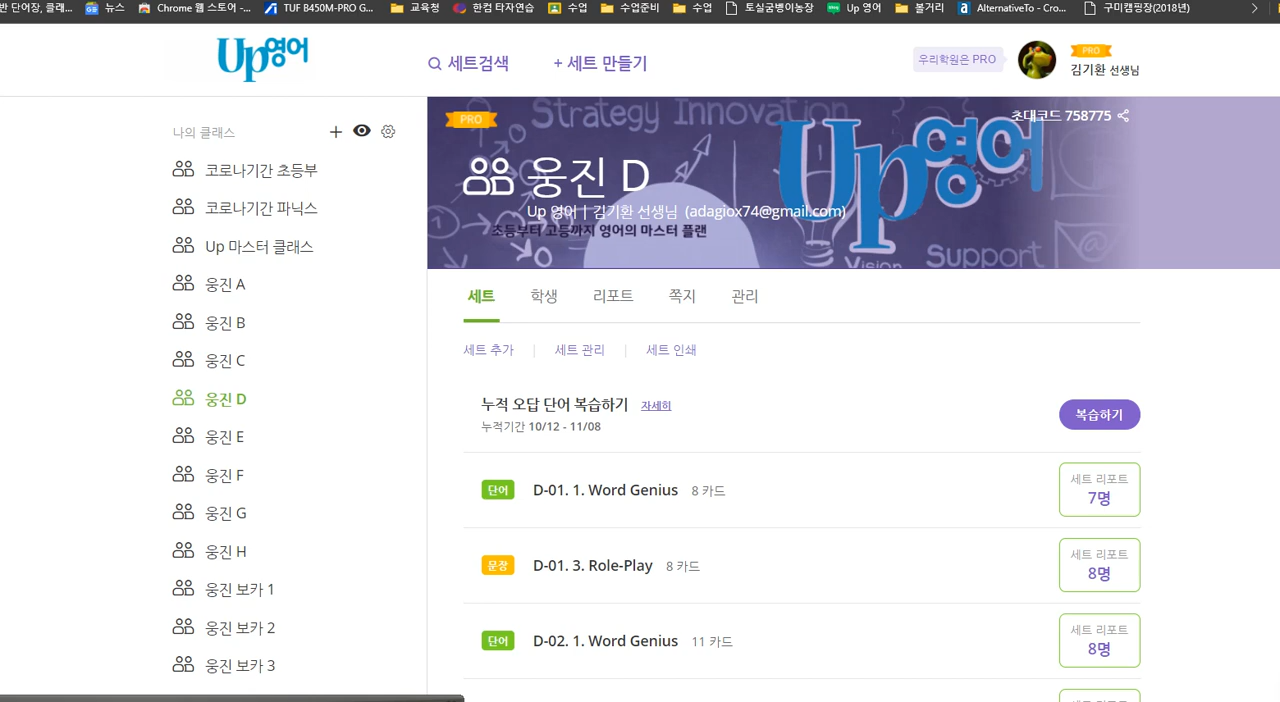 반 단어장, 클래... 뉴스 Chrome 웹 스토어 -... TUF B450M-PRO G... 교육청 한컴 타자연습 수업 수업준비 수업 토실굼벵이농장 Up 영어 볼거리 AlternativeTo - Cro... 구미캠핑장(2018년)
Up영어
세트검색 + 세트 만들기
우리학원은 PRO
PRO
김기환 선생님
나의 클래스
코로나기간 초등부
코로나기간 파닉스
Up 마스터 클래스
웅진 A
웅진 B
웅진 C
웅진 D
웅진 E
웅진 F
웅진 G
웅진 H
웅진 보카 1
웅진 보카 2
웅진 보카 3
PRO
Strategy Innovation
초대코드 758775
Up영어
웅진 D
Up 영어 | 김기환 선생님 (adagiox74@gmail.com)
초등부터 고등까지 영어의 마스터 플랜
Vision
Support
세트 학생 리포트 쪽지 관리
세트 추가 | 세트 관리 | 세트 인쇄
누적 오답 단어 복습하기 자세히
누적기간 10/12 - 11/08
복습하기
단어 D-01. 1. Word Genius 8 카드
세트 리포트
7명
문장 D-01. 3. Role-Play 8 카드
세트 리포트
8명
단어 D-02. 1. Word Genius 11 카드
세트 리포트
8명